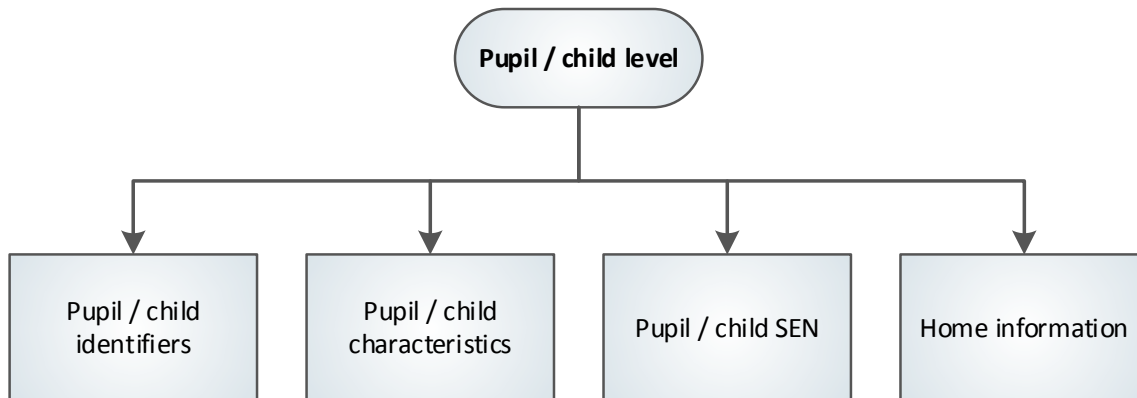 Pupil / child level
Pupil / child
identifiers
Pupil / child
characteristics
Pupil / child SEN
Home information